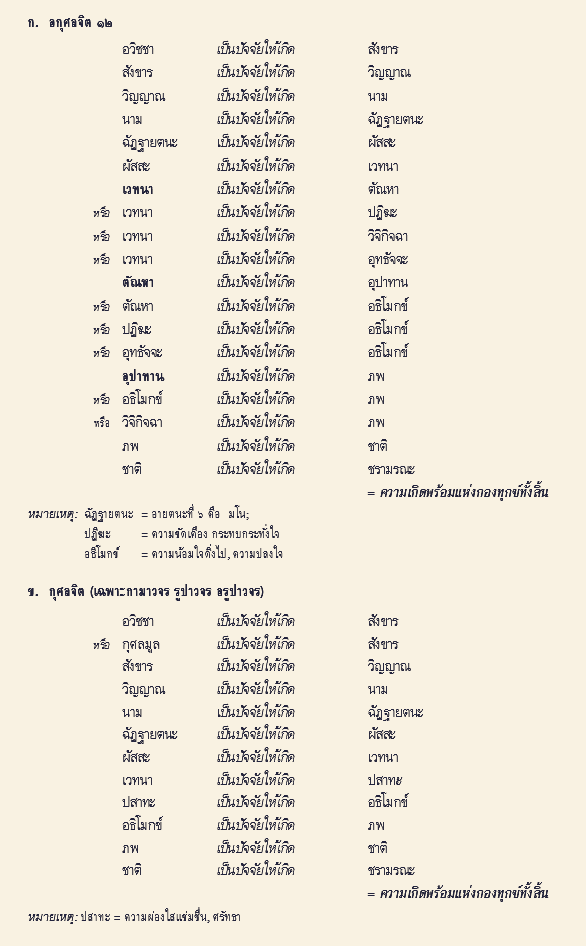 ก. อกุศลจิต ๑๒
อวิชชา เป็นปัจจัยให้เกิด สังขาร
สังขาร เป็นปัจจัยให้เกิด วิญญาณ
วิญญาณ เป็นปัจจัยให้เกิด นาม
นาม เป็นปัจจัยให้เกิด ฉัฏฐายตนะ
ฉัฏฐายตนะ เป็นปัจจัยให้เกิด ผัสสะ
ผัสสะ เป็นปัจจัยให้เกิด เวทนา
เวทนา เป็นปัจจัยให้เกิด ตัณหา
หรือ เวทนา เป็นปัจจัยให้เกิด ปฏิฆะ
หรือ เวทนา เป็นปัจจัยให้เกิด วิจิกิจฉา
หรือ เวทนา เป็นปัจจัยให้เกิด อุทธัจจะ
ตัณหา เป็นปัจจัยให้เกิด อุปาทาน
หรือ ตัณหา เป็นปัจจัยให้เกิด อธิโมกข์
หรือ ปฏิฆะ เป็นปัจจัยให้เกิด อธิโมกข์
หรือ อุทธัจจะ เป็นปัจจัยให้เกิด อธิโมกข์
อุปาทาน เป็นปัจจัยให้เกิด ภพ
หรือ อธิโมกข์ เป็นปัจจัยให้เกิด ภพ
หรือ วิจิกิจฉา เป็นปัจจัยให้เกิด ภพ
ภพ เป็นปัจจัยให้เกิด ชาติ
ชาติ เป็นปัจจัยให้เกิด ชรามรณะ
= ความเกิดพร้อมแห่งกองทุกข์ทั้งสิ้น
หมายเหตุ: ฉัฏฐายตนะ = อายตนะที่ ๖ คือ มโน;
ปฏิฆะ = ความขัดเคือง กระทบกระทั่งใจ
อธิโมกข์ = ความน้อมใจดิ่งไป, ความปลงใจ
ข. กุศลจิต (เฉพาะกามาวจร รูปาวจร อรูปาวจร)
อวิชชา เป็นปัจจัยให้เกิด สังขาร
หรือ กุศลมูล เป็นปัจจัยให้เกิด สังขาร
สังขาร เป็นปัจจัยให้เกิด วิญญาณ
วิญญาณ เป็นปัจจัยให้เกิด นาม
นาม เป็นปัจจัยให้เกิด ฉัฏฐายตนะ
ฉัฏฐายตนะ เป็นปัจจัยให้เกิด ผัสสะ
ผัสสะ เป็นปัจจัยให้เกิด เวทนา
เวทนา เป็นปัจจัยให้เกิด ปสาทะ
ปสาทะ เป็นปัจจัยให้เกิด อธิโมกข์
อธิโมกข์ เป็นปัจจัยให้เกิด ภพ
ภพ เป็นปัจจัยให้เกิด ชาติ
ชาติ เป็นปัจจัยให้เกิด ชรามรณะ
= ความเกิดพร้อมแห่งกองทุกข์ทั้งสิ้น
หมายเหตุ: ปสาทะ = ความผ่องใสแช่มชื่น, ศรัทธา